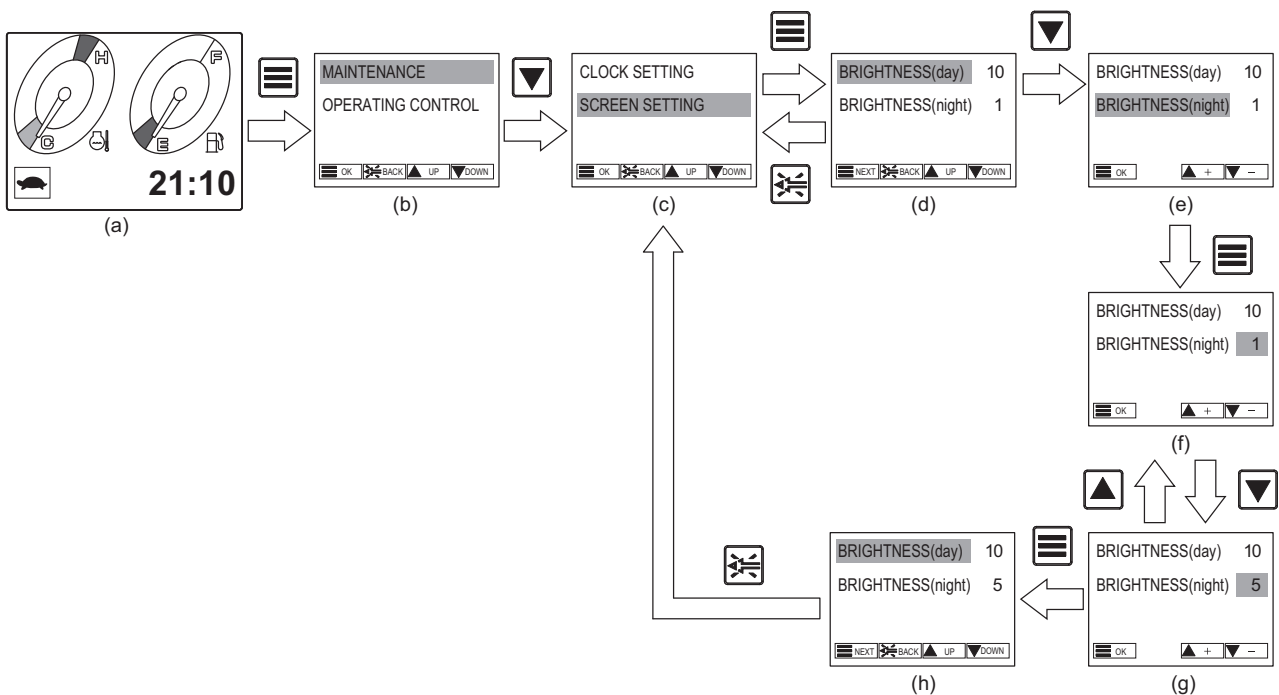 H
F
C
E
21:10
(a)
MAINTENANCE
OPERATING CONTROL
OK BACK UP DOWN
(b)
CLOCK SETTING
SCREEN SETTING
OK BACK UP DOWN
(c)
BRIGHTNESS(day) 10
BRIGHTNESS(night) 1
NEXT BACK UP DOWN
(d)
BRIGHTNESS(day) 10
BRIGHTNESS(night) 1
OK + −
(e)
BRIGHTNESS(day) 10
BRIGHTNESS(night) 1
OK + −
(f)
BRIGHTNESS(day) 10
BRIGHTNESS(night) 5
OK + −
(g)
BRIGHTNESS(day) 10
BRIGHTNESS(night) 5
NEXT BACK UP DOWN
(h)